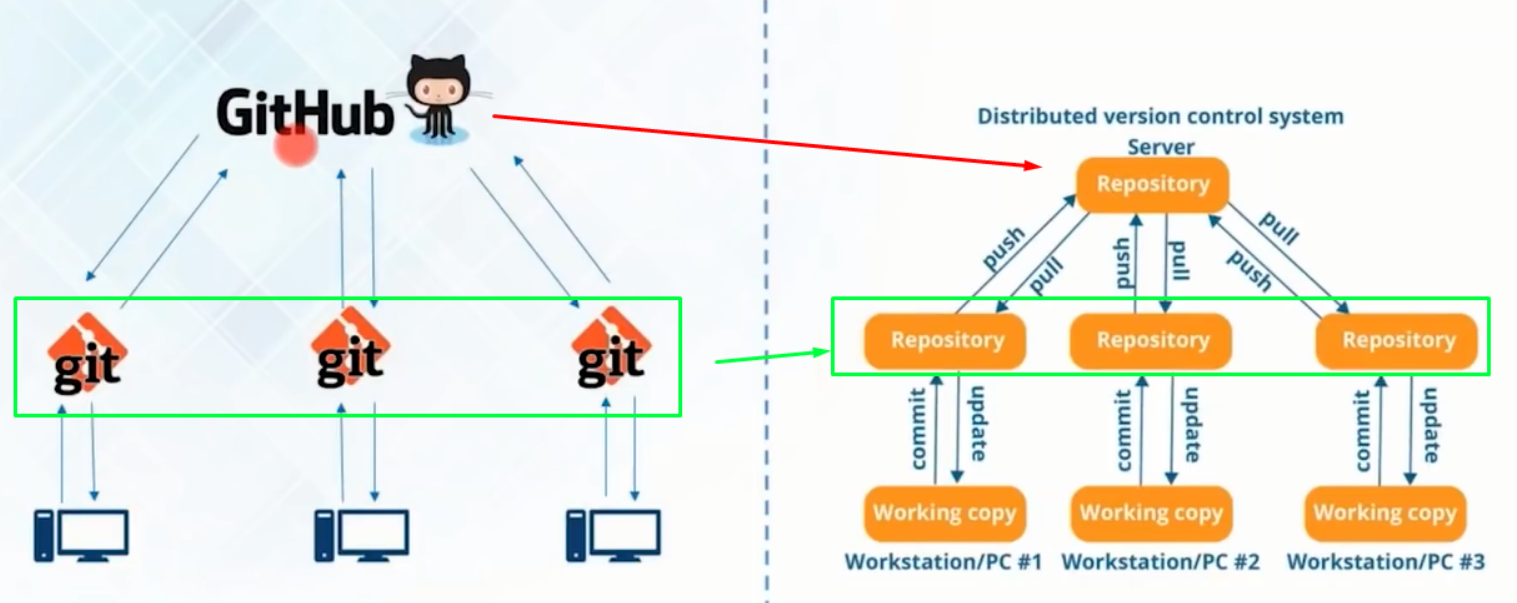 GitHub
git
git
git
Distributed version control system
Server
Repository
push
pull
push
pull
push
pull
Repository
Repository
Repository
commit
update
commit
update
commit
update
Working copy
Working copy
Working copy
Workstation/PC #1
Workstation/PC #2
Workstation/PC #3